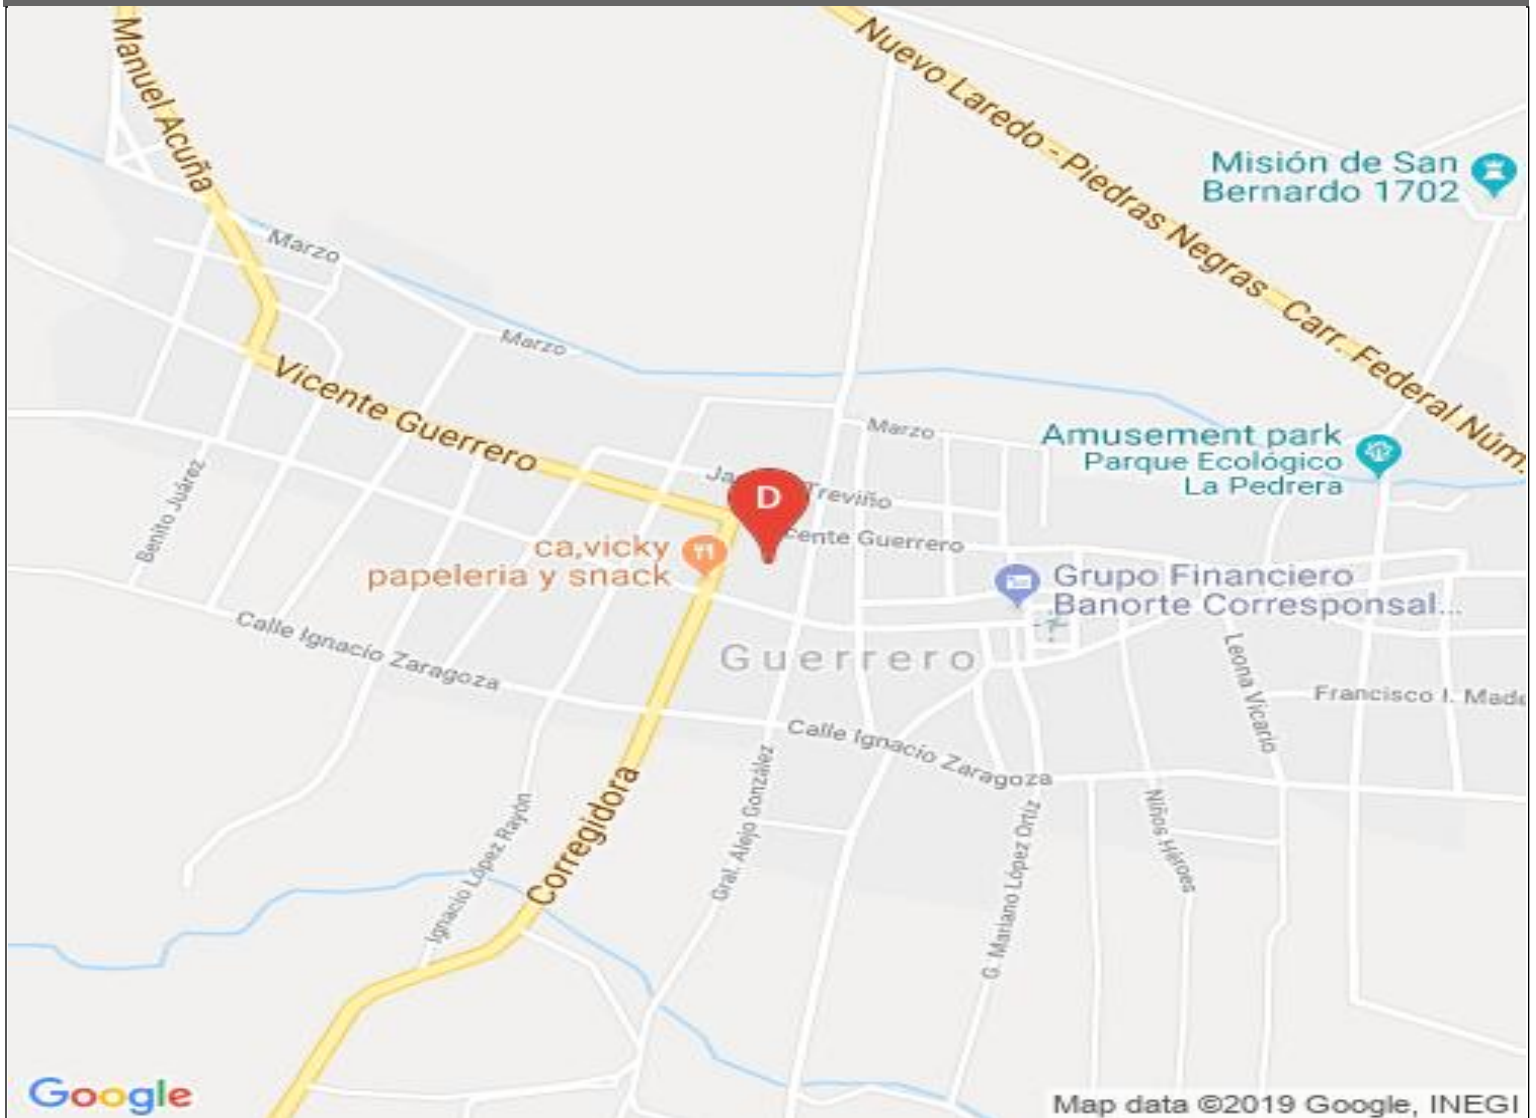 Manuel Acuña
Nuevo Laredo - Piedras Negras - Carr. Federal Núm.
Misión de San
Bernardo 1702
Marzo
Marzo
Vicente Guerrero
Marzo
Amusement park
Parque Ecológico
La Pedrera
Benito Juárez
Treviño
D
cente Guerrero
ca,vicky
papeleria y snack
Grupo Financiero
Banorte Corresponsal...
Calle Ignacio Zaragoza
Guerrero
Leona Vicario
Francisco I. Made
Calle Ignacio Zaragoza
Corregidora
Ignacio López Rayón
Gral. Alejo González
G. Mariano López Ortiz
Niños Héroes
Google
Map data ©2019 Google, INEGI